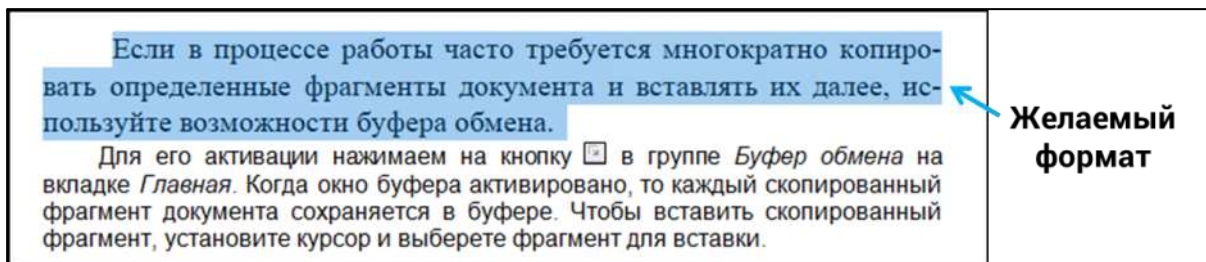 Если в процессе работы часто требуется многократно копиро-
вать определенные фрагменты документа и вставлять их далее, ис-
пользуйте возможности буфера обмена.
Для его активации нажимаем на кнопку в группе Буфер обмена на
вкладке Главная. Когда окно буфера активировано, то каждый скопированный
фрагмент документа сохраняется в буфере. Чтобы вставить скопированный
фрагмент, установите курсор и выберете фрагмент для вставки.
Желаемый
формат